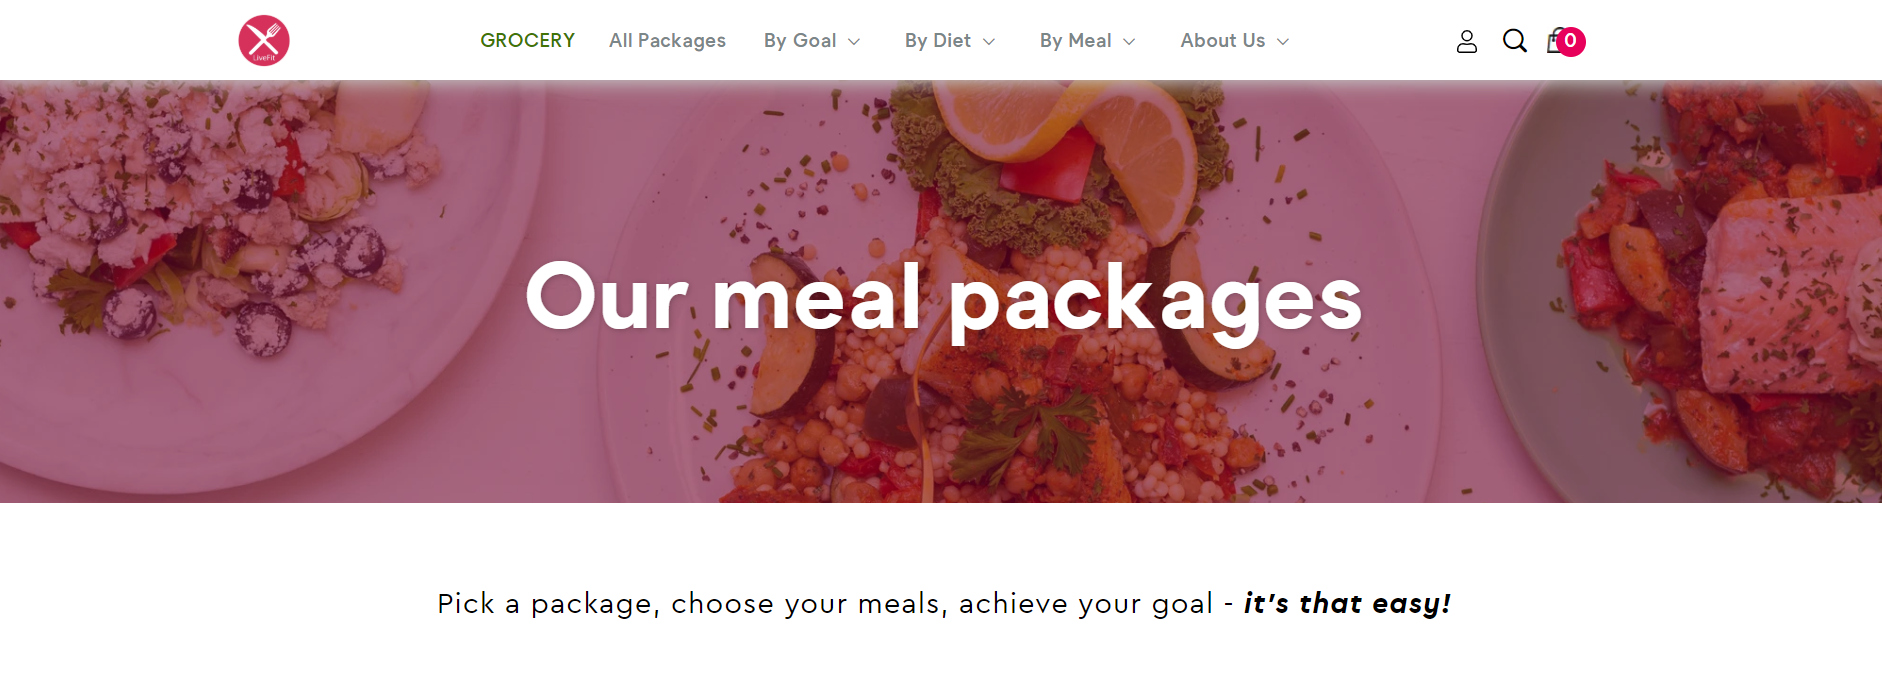 LiveFit
GROCERY
All Packages
By Goal
By Diet
By Meal
About Us
0
Our meal packages
Pick a package, choose your meals, achieve your goal - it's that easy!